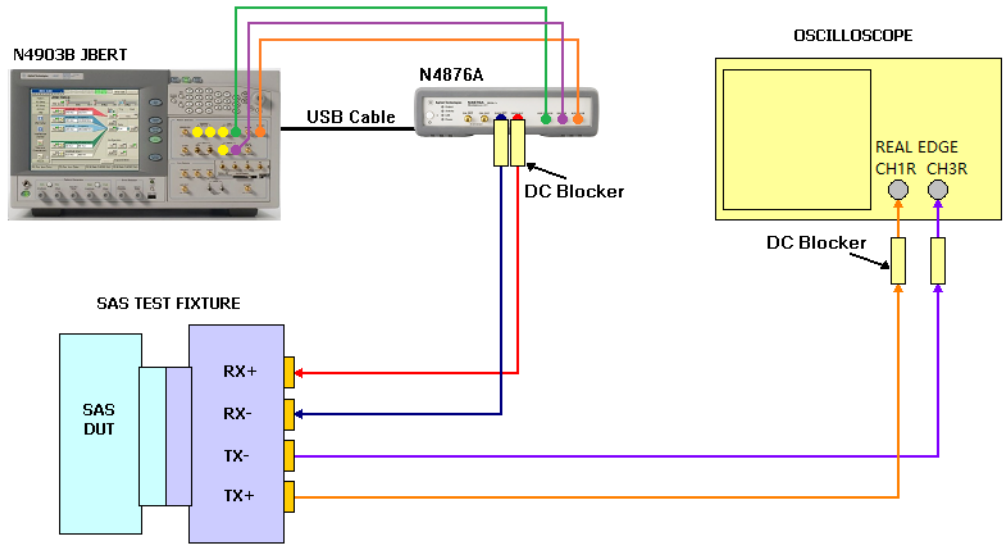 N4903B JBERT
OSCILLOSCOPE
N4876A
USB Cable
REAL EDGE
CH1R CH3R
DC Blocker
DC Blocker
SAS TEST FIXTURE
RX+
RX-
SAS
DUT
TX-
TX+